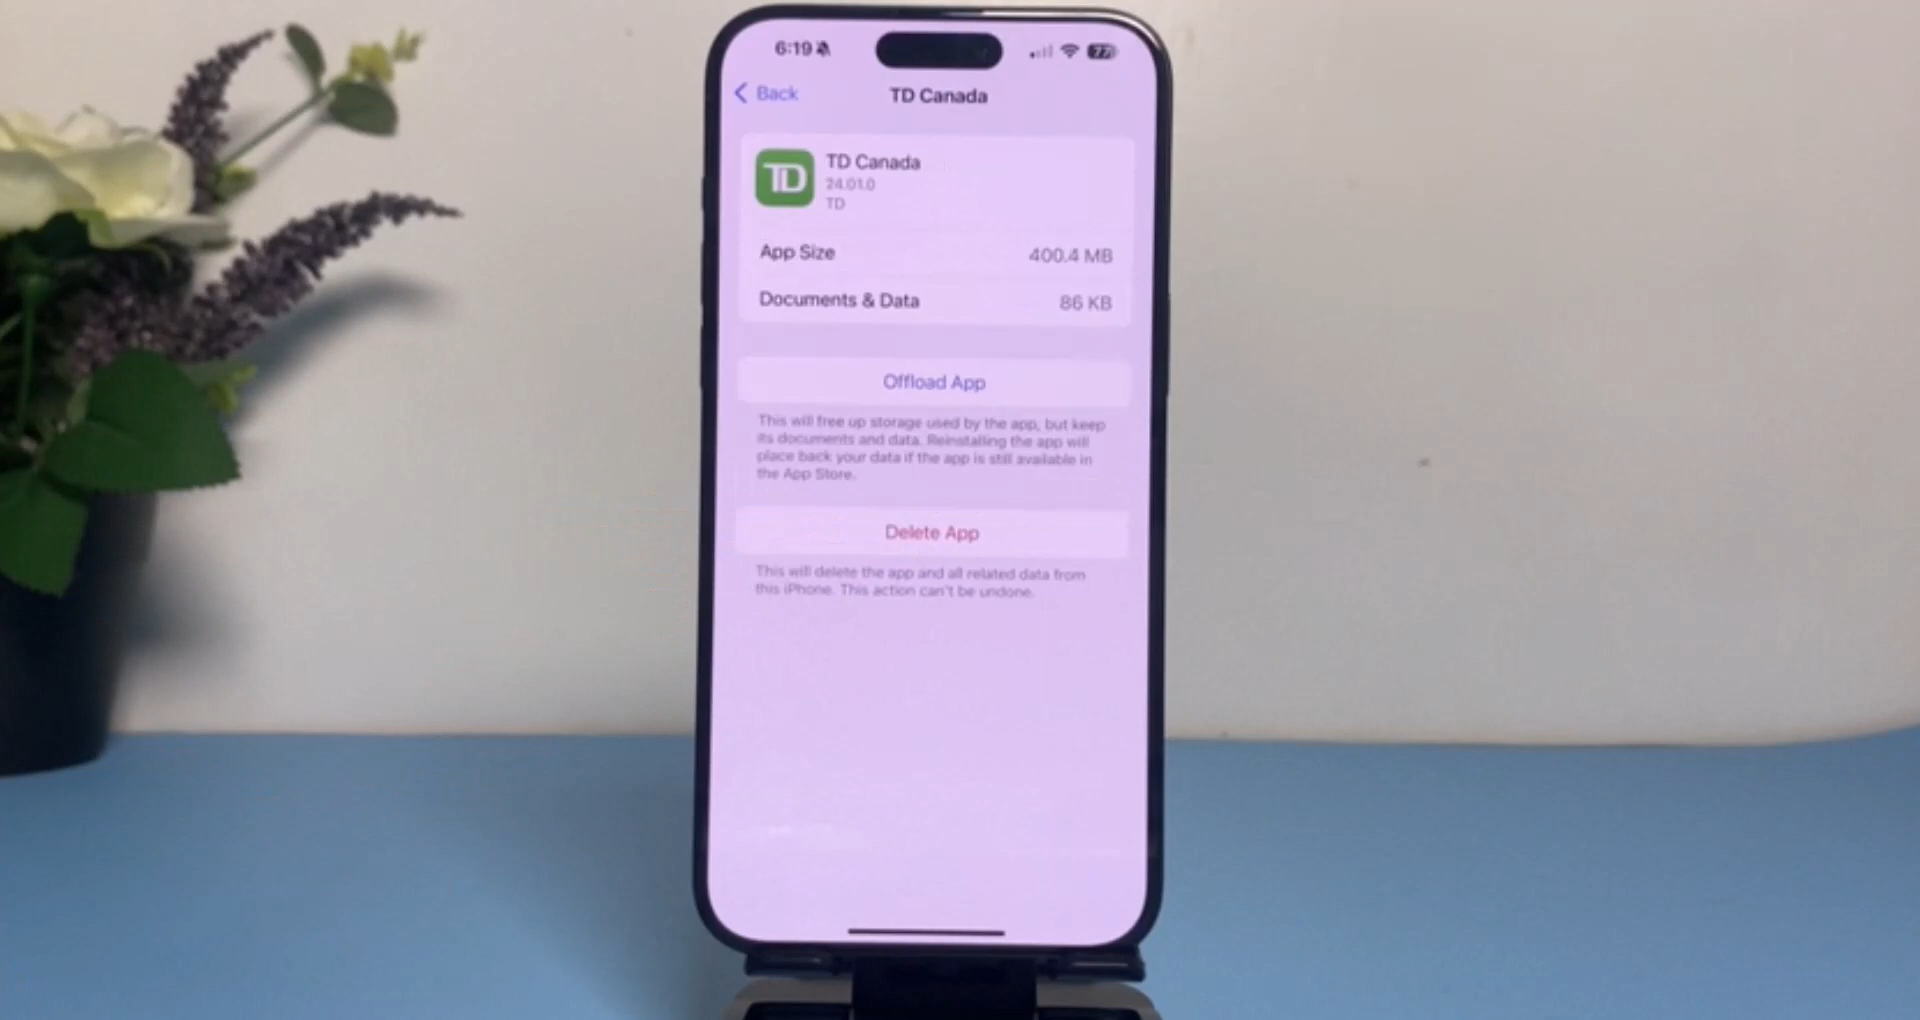 6:19
77
Back
TD Canada
TD
TD Canada
24.01.0
TD
App Size 400.4 MB
Documents & Data 86 KB
Offload App
This will free up storage used by the app, but keep
its documents and data. Reinstalling the app will
place back your data if the app is still available in
the App Store.
Delete App
This will delete the app and all related data from
this iPhone. This action can't be undone.